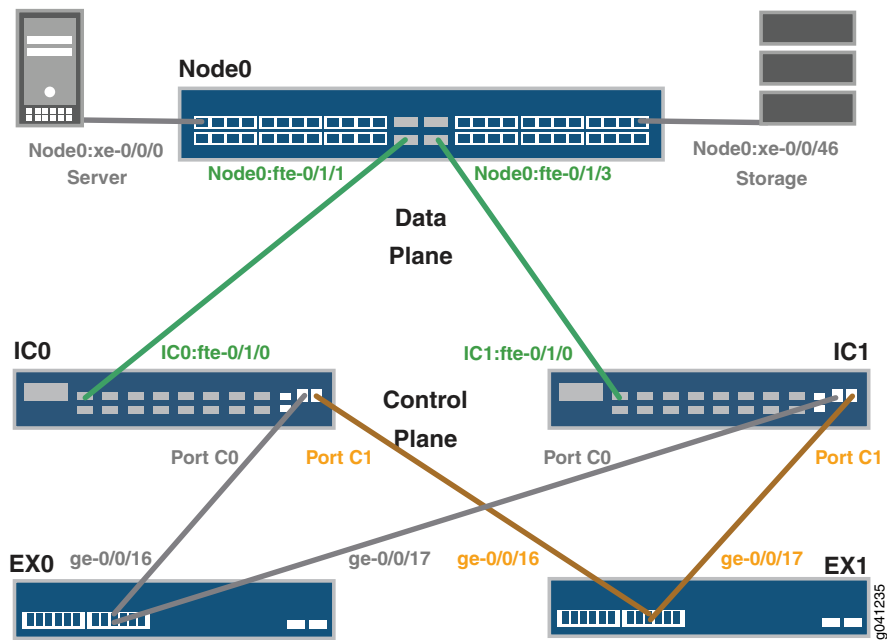 Node0
Node0:xe-0/0/0
Server
Node0:fte-0/1/1
Node0:fte-0/1/3
Node0:xe-0/0/46
Storage
Data
Plane
IC0
IC0:fte-0/1/0
IC1:fte-0/1/0
IC1
Control
Plane
Port C0
Port C1
Port C0
Port C1
EX0
ge-0/0/16
ge-0/0/17
ge-0/0/16
ge-0/0/17
EX1
g041235